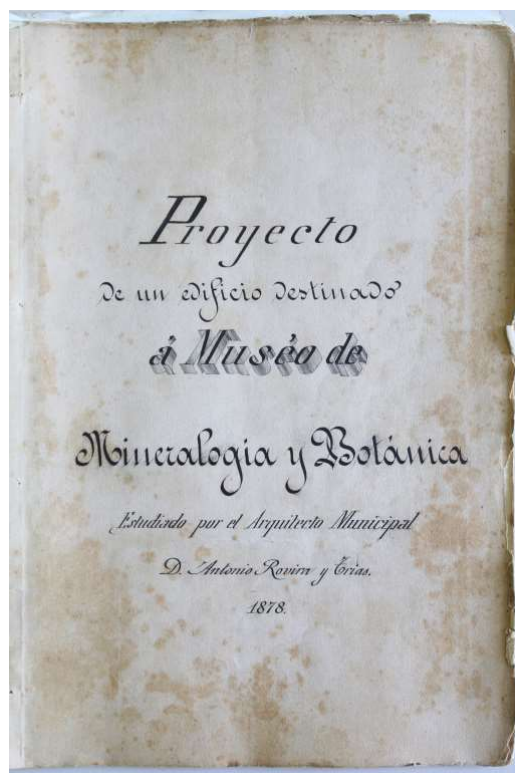 Proyecto
de un edificio destinado
á Muséo de
Mineralogia y Botánica
Estudiado por el Arquitecto Municipal
D. Antonio Rovira y Trias.
1878.